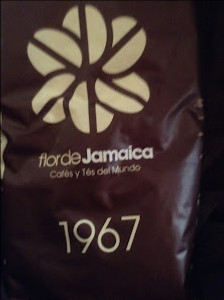 flordeJamaica
Cafés y Tés del Mundo
1967